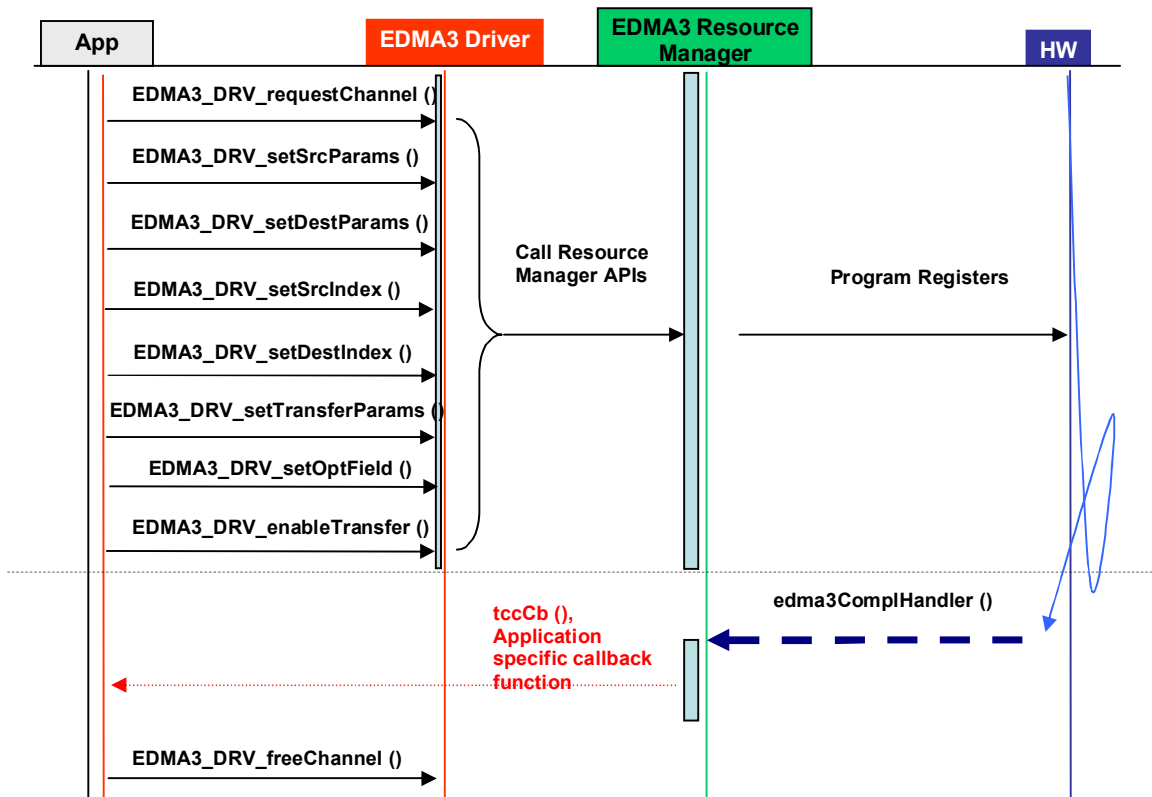 App
EDMA3 Driver
EDMA3 Resource
Manager
HW
EDMA3_DRV_requestChannel ()
EDMA3_DRV_setSrcParams ()
EDMA3_DRV_setDestParams ()
EDMA3_DRV_setSrcIndex ()
EDMA3_DRV_setDestIndex ()
EDMA3_DRV_setTransferParams ()
EDMA3_DRV_setOptField ()
EDMA3_DRV_enableTransfer ()
Call Resource
Manager APIs
Program Registers
edma3ComplHandler ()
tccCb (),
Application
specific callback
function
EDMA3_DRV_freeChannel ()